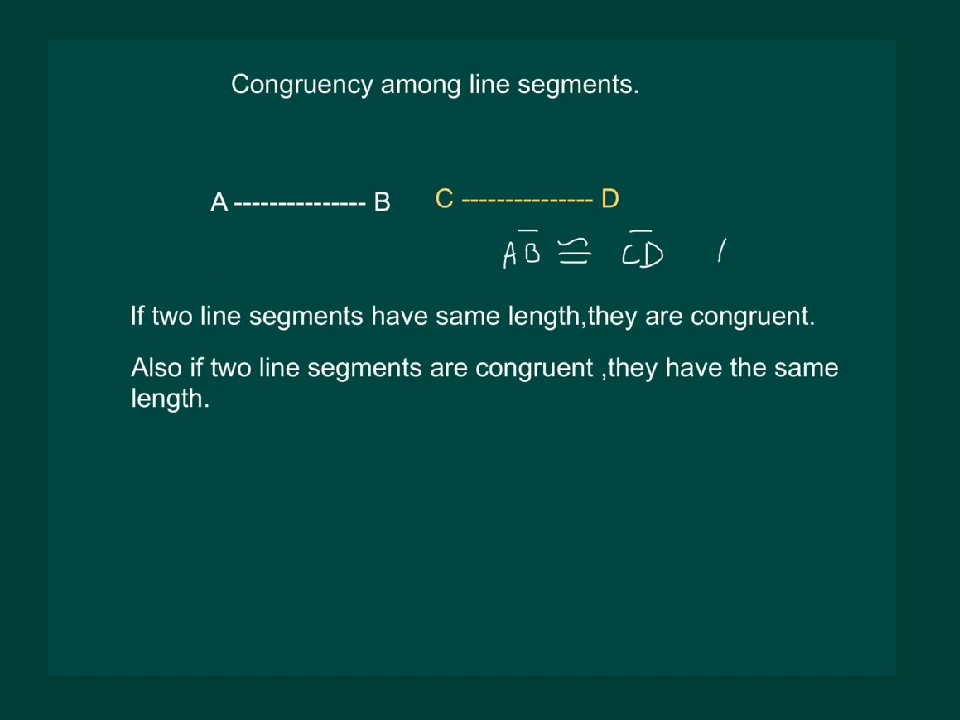 Congruency among line segments.
A --------------- B C --------------- D
AB ≅ CD
If two line segments have same length,they are congruent.
Also if two line segments are congruent ,they have the same
length.